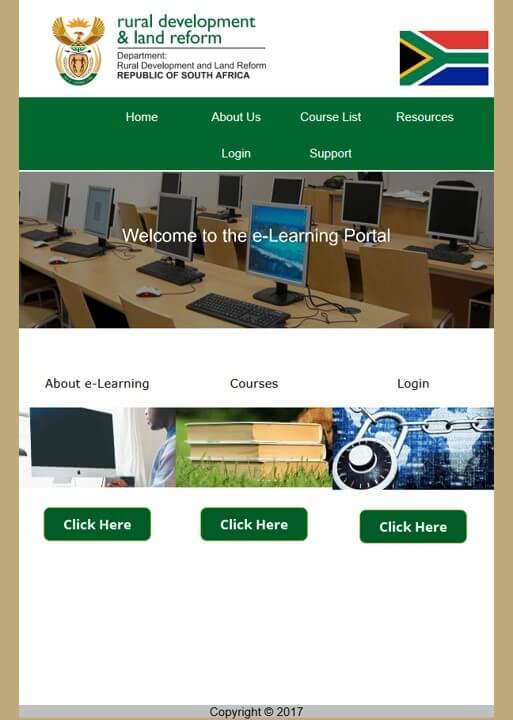 rural development
& land reform
Department:
Rural Development and Land Reform
REPUBLIC OF SOUTH AFRICA
Home About Us Course List Resources
Login Support
Welcome to the e-Learning Portal
About e-Learning Courses Login
Click Here Click Here Click Here
Copyright © 2017